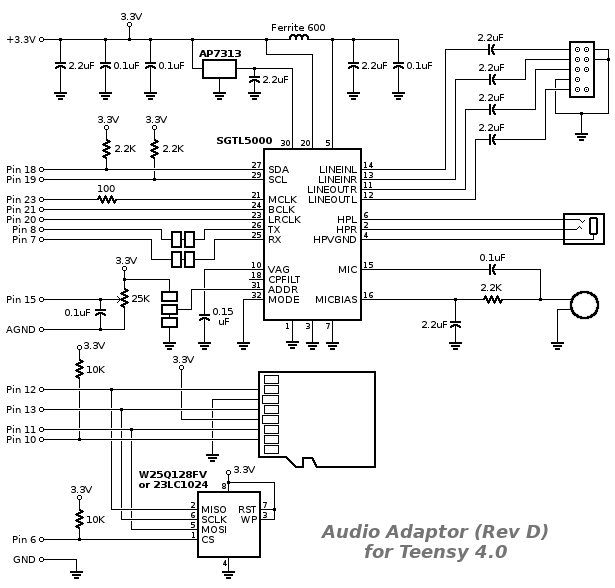 3.3V
Ferrite 600
+3.3V
AP7313
2.2uF
0.1uF
0.1uF
2.2uF
2.2uF
0.1uF
2.2uF
2.2uF
2.2uF
2.2uF
3.3V
3.3V
2.2K
2.2K
SGTL5000
30
20
5
Pin 18
27
SDA
LINEINL
14
Pin 19
29
SCL
LINEINR
13
LINEOUTR
11
Pin 23
100
21
MCLK
LINEOUTL
12
Pin 21
24
BCLK
Pin 20
23
LRCLK
HPL
6
Pin 8
26
TX
HPR
2
Pin 7
25
RX
HPVGND
4
3.3V
10
VAG
MIC
15
0.1uF
18
CPFILT
31
ADDR
2.2K
Pin 15
25K
32
MODE
MICBIAS
16
0.1uF
0.15
uF
2.2uF
AGND
1
3
7
3.3V
3.3V
10K
Pin 12
Pin 13
Pin 11
Pin 10
W25Q128FV
or 23LC1024
3.3V
8
3.3V
2
MISO
RST
7
6
SCLK
WP
3
10K
5
MOSI
Pin 6
1
CS
GND
4
Audio Adaptor (Rev D)
for Teensy 4.0